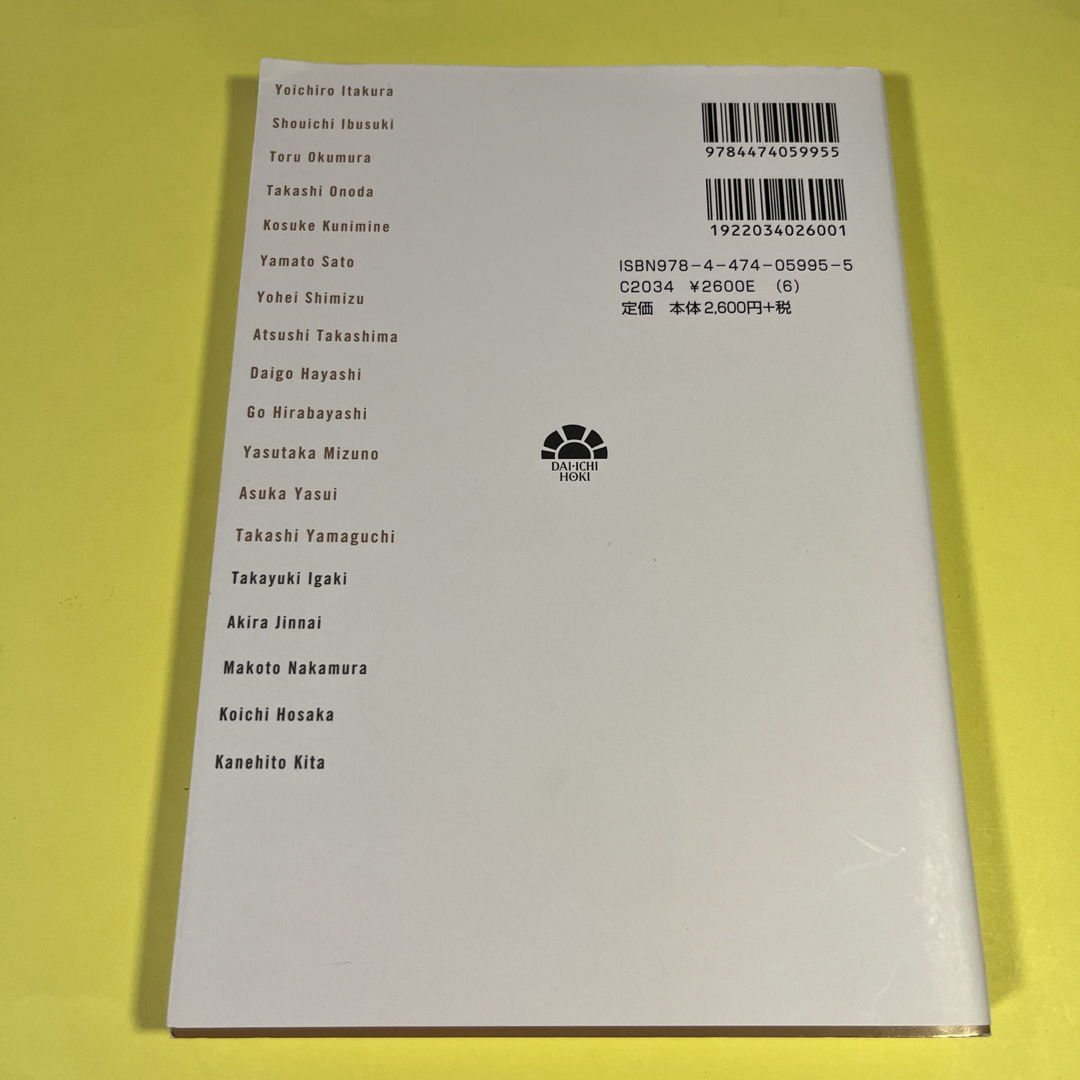 Yoichiro Itakura
Shouichi Ibusuki
Toru Okumura
Takashi Onoda
Kosuke Kunimine
Yamato Sato
Yohei Shimizu
Atsushi Takashima
Daigo Hayashi
Go Hirabayashi
Yasutaka Mizuno
Asuka Yasui
Takashi Yamaguchi
Takayuki Igaki
Akira Jinnai
Makoto Nakamura
Koichi Hosaka
Kanehito Kita
9784474059955
1922034026001
ISBN978-4-474-05995-5
C2034 ¥2600E (6)
定価 本体2,600円+税
DAI-ICHI
HOKI